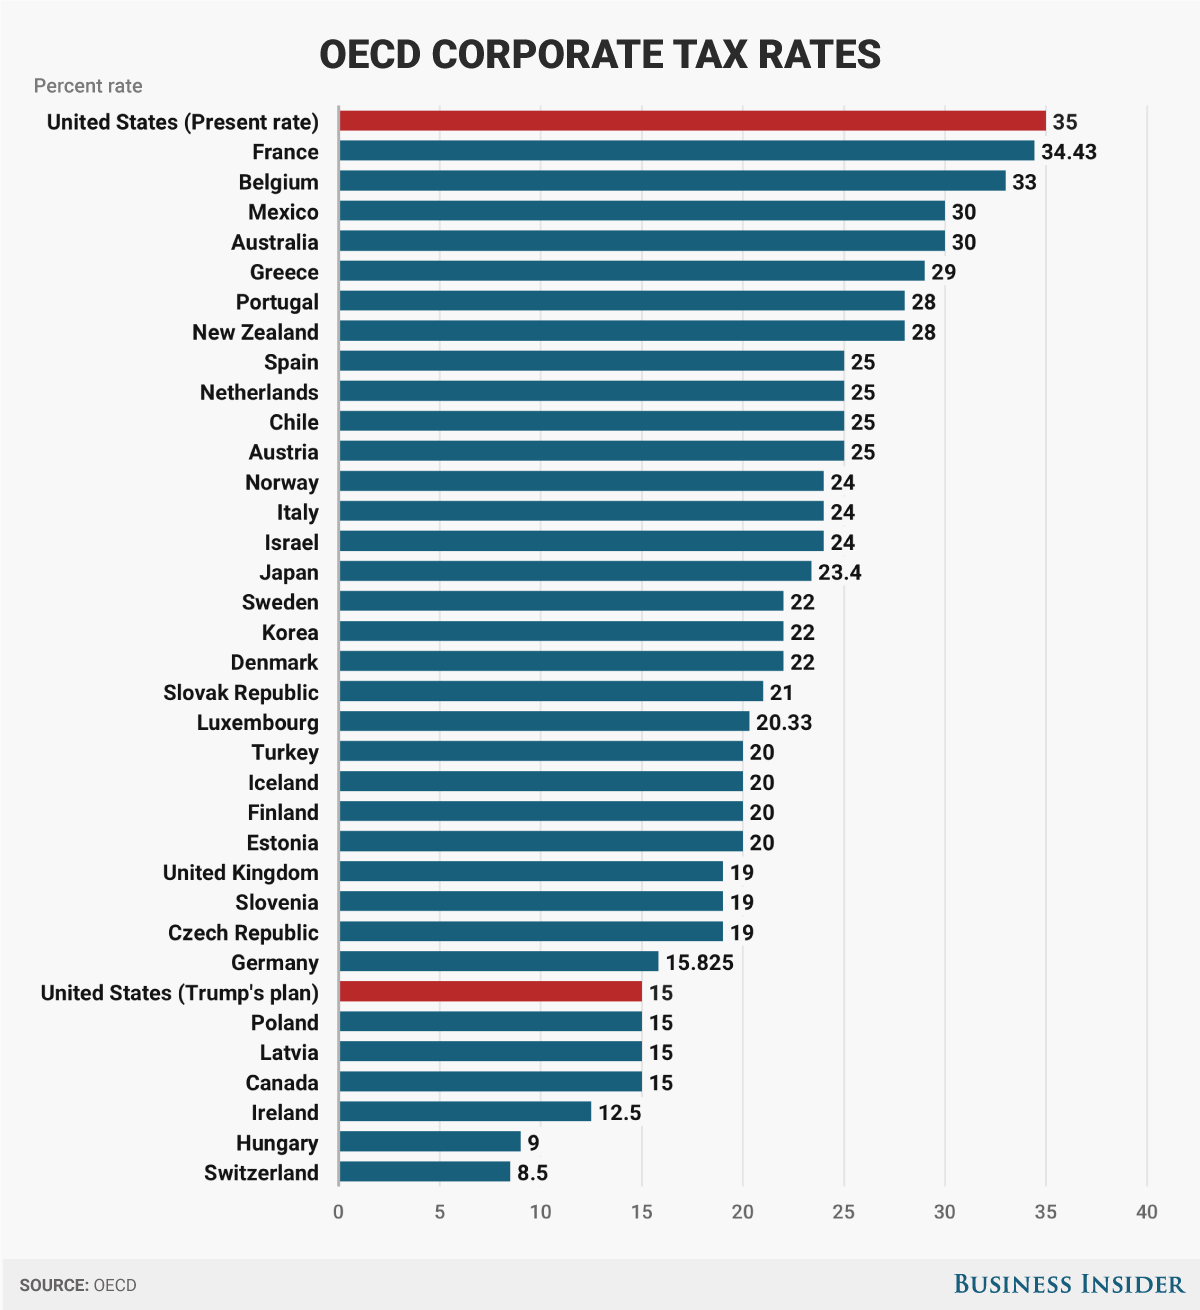 OECD CORPORATE TAX RATES
Percent rate
United States (Present rate) 35
France 34.43
Belgium 33
Mexico 30
Australia 30
Greece 29
Portugal 28
New Zealand 28
Spain 25
Netherlands 25
Chile 25
Austria 25
Norway 24
Italy 24
Israel 24
Japan 23.4
Sweden 22
Korea 22
Denmark 22
Slovak Republic 21
Luxembourg 20.33
Turkey 20
Iceland 20
Finland 20
Estonia 20
United Kingdom 19
Slovenia 19
Czech Republic 19
Germany 15.825
United States (Trump's plan) 15
Poland 15
Latvia 15
Canada 15
Ireland 12.5
Hungary 9
Switzerland 8.5
0 5 10 15 20 25 30 35 40
SOURCE: OECD BUSINESS INSIDER